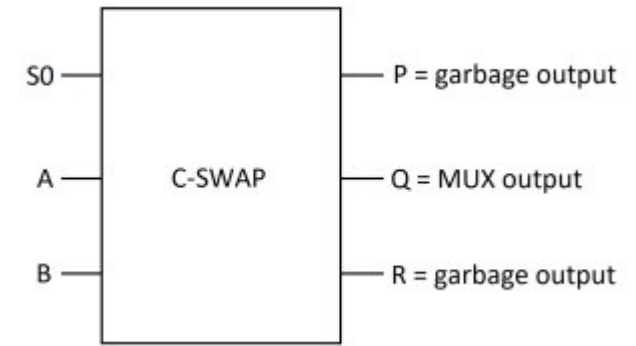 S0
P = garbage output
A
C-SWAP
Q = MUX output
B
R = garbage output